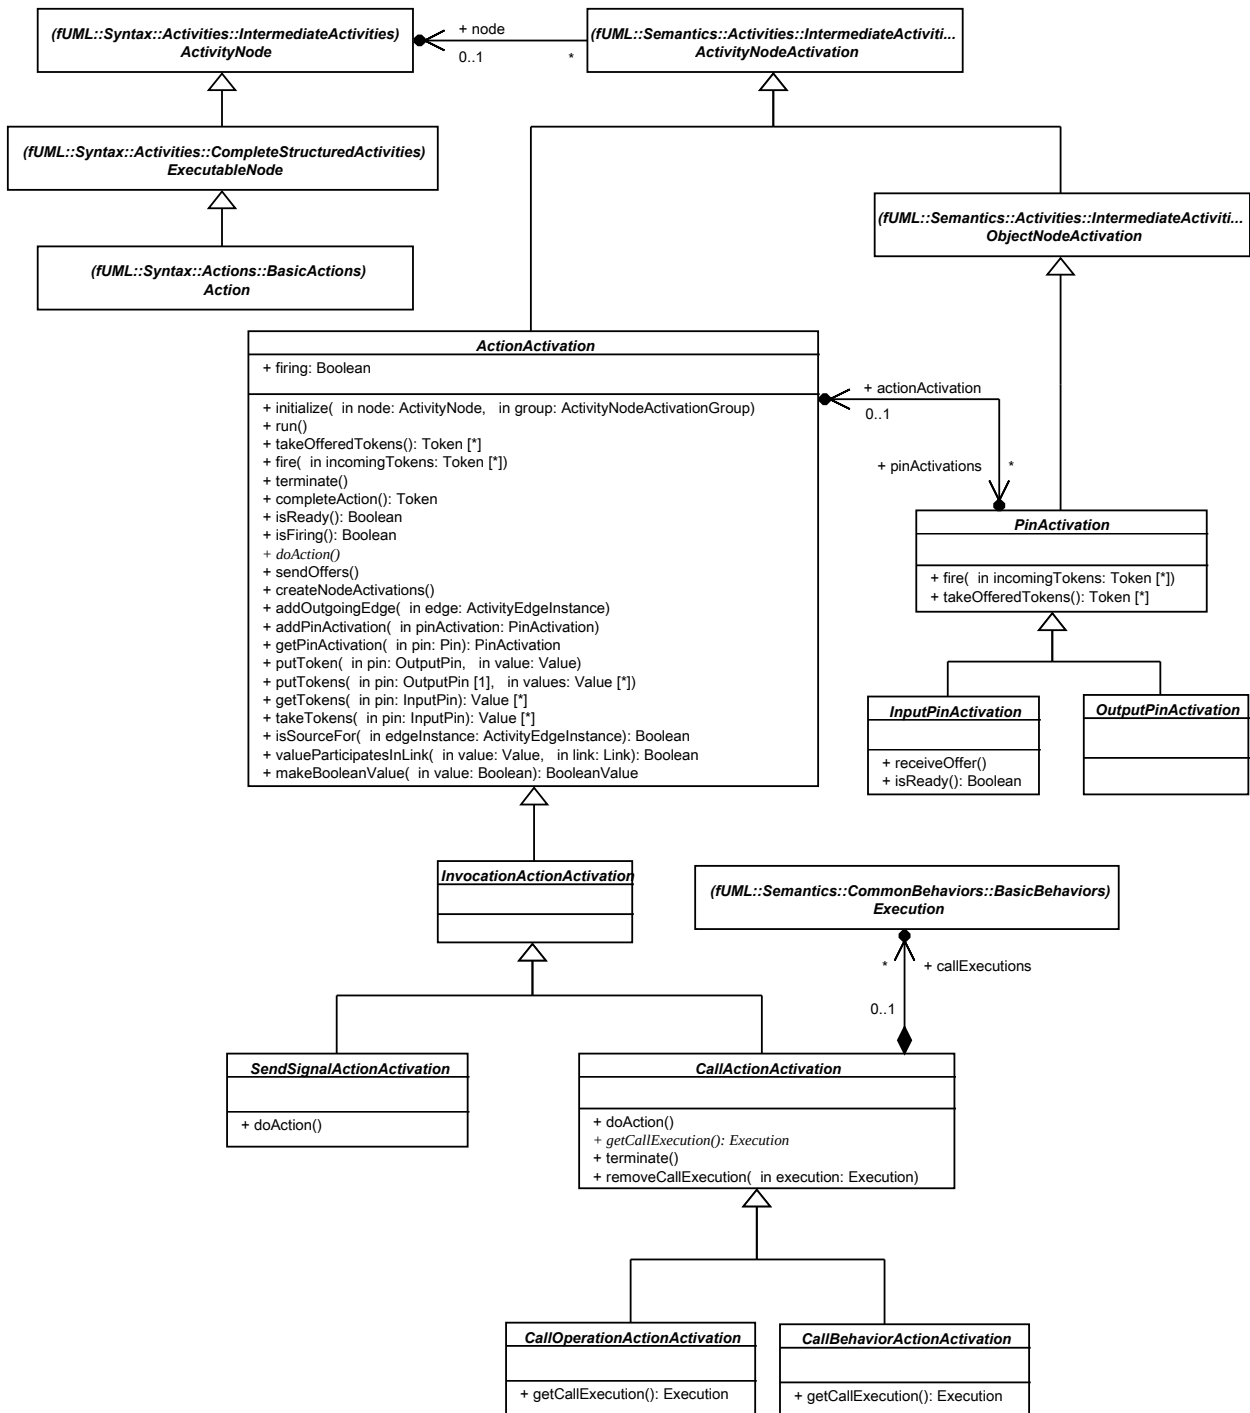 (fUML::Syntax::Activities::IntermediateActivities)
ActivityNode
+ node
0..1
*
(fUML::Semantics::Activities::IntermediateActiviti...
ActivityNodeActivation
(fUML::Syntax::Activities::CompleteStructuredActivities)
ExecutableNode
(fUML::Semantics::Activities::IntermediateActiviti...
ObjectNodeActivation
(fUML::Syntax::Actions::BasicActions)
Action
ActionActivation
+ firing: Boolean
+ initialize( in node: ActivityNode, in group: ActivityNodeActivationGroup)
+ run()
+ takeOfferedTokens(): Token [*]
+ fire( in incomingTokens: Token [*])
+ terminate()
+ completeAction(): Token
+ isReady(): Boolean
+ isFiring(): Boolean
+ doAction()
+ sendOffers()
+ createNodeActivations()
+ addOutgoingEdge( in edge: ActivityEdgeInstance)
+ addPinActivation( in pinActivation: PinActivation)
+ getPinActivation( in pin: Pin): PinActivation
+ putToken( in pin: OutputPin, in value: Value)
+ putTokens( in pin: OutputPin [1], in values: Value [*])
+ getTokens( in pin: InputPin): Value [*]
+ takeTokens( in pin: InputPin): Value [*]
+ isSourceFor( in edgeInstance: ActivityEdgeInstance): Boolean
+ valueParticipatesInLink( in value: Value, in link: Link): Boolean
+ makeBooleanValue( in value: Boolean): BooleanValue
+ actionActivation
0..1
+ pinActivations
*
PinActivation
+ fire( in incomingTokens: Token [*])
+ takeOfferedTokens(): Token [*]
InputPinActivation
+ receiveOffer()
+ isReady(): Boolean
OutputPinActivation
InvocationActionActivation
(fUML::Semantics::CommonBehaviors::BasicBehaviors)
Execution
*
+ callExecutions
0..1
SendSignalActionActivation
+ doAction()
CallActionActivation
+ doAction()
+ getCallExecution(): Execution
+ terminate()
+ removeCallExecution( in execution: Execution)
CallOperationActionActivation
+ getCallExecution(): Execution
CallBehaviorActionActivation
+ getCallExecution(): Execution